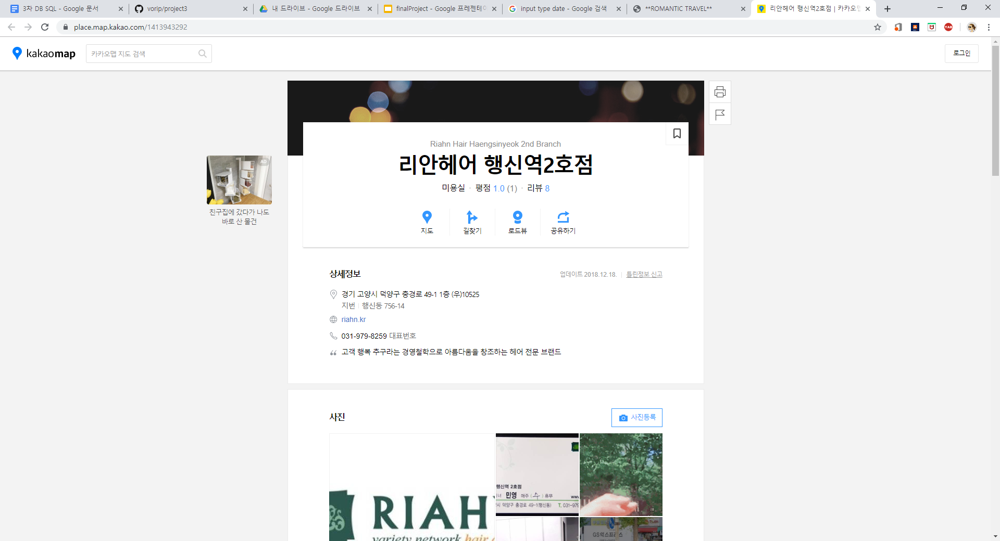 3차 DB SQL - Google 문서
vorip/project3
내 드라이브 - Google 드라이브
finalProject - Google 프레젠테이
input type date - Google 검색
**ROMANTIC TRAVEL**
리안헤어 행신역2호점 | 카카오맵
place.map.kakao.com/1413943292
YAB
kakaomap
카카오맵 지도 검색
로그인
Riahn Hair Haengsinyeok 2nd Branch
리안헤어 행신역2호점
미용실 · 평점 1.0 (1) · 리뷰 8
AD
친구집에 갔다가 나도
바로 산 물건
지도
길찾기
로드뷰
공유하기
상세정보
업데이트 2018.12.18. | 틀린정보 신고
경기 고양시 덕양구 충경로 49-1 1층 (우)10525
지번 | 행신동 756-14
riahn.kr
031-979-8259 대표번호
고객 행복 추구라는 경영철학으로 아름다움을 창조하는 헤어 전문 브랜드
사진
사진등록
RIAH
variety network hair
행신역 2호점
너 민영 매주 (수) 휴무
www
시 덕양구 충경로 49-1(행신동) T. 031-979
GS익스프레스